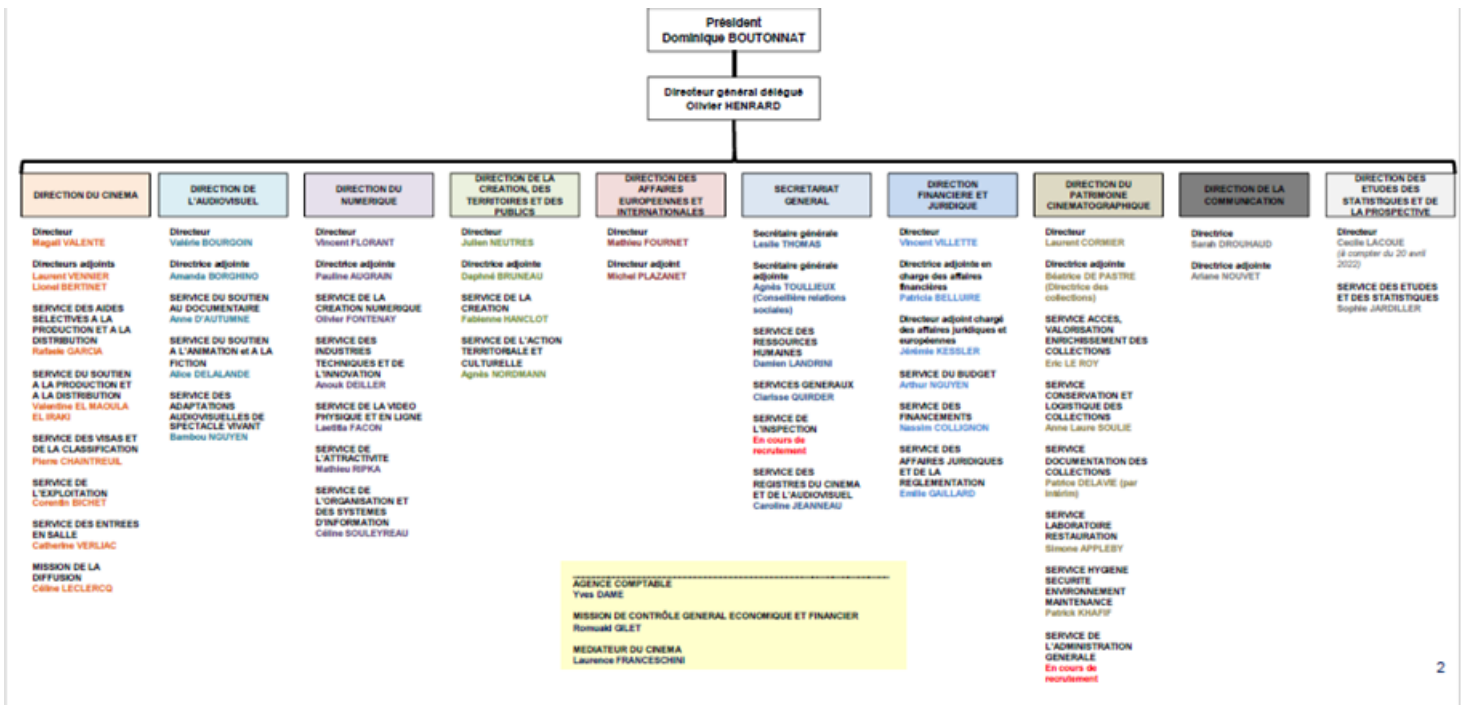 Président
Dominique BOUTONNAT
Directeur général délégué
Olivier HENRARD
DIRECTION DU CINEMA
Directeur
Magali VALENTE
Directeurs adjoints
Laurent VENNIER
Lionel BERTINET
SERVICE DES AIDES
SELECTIVES A LA
PRODUCTION ET A LA
DISTRIBUTION
Rafaele GARCIA
SERVICE DU SOUTIEN
A LA PRODUCTION ET
A LA DISTRIBUTION
Valentine EL MAOULA
EL IRAKI
SERVICE DES VISAS ET
DE LA CLASSIFICATION
Pierre CHAINTREUIL
SERVICE DE
L'EXPLOITATION
Corentin BICHET
SERVICE DES ENTREES
EN SALLE
Catherine VERLIAC
MISSION DE LA
DIFFUSION
Céline LECLERCQ
DIRECTION DE
L'AUDIOVISUEL
Directeur
Valérie BOURGOIN
Directrice adjointe
Amanda BORGHINO
SERVICE DU SOUTIEN
AU DOCUMENTAIRE
Anne D'AUTUMNE
SERVICE DU SOUTIEN
A L'ANIMATION et A LA
FICTION
Alice DELALANDE
SERVICE DES
ADAPTATIONS
AUDIOVISUELLES DE
SPECTACLE VIVANT
Bambou NGUYEN
DIRECTION DU
NUMERIQUE
Directeur
Vincent FLORANT
Directrice adjointe
Pauline AUGRAIN
SERVICE DE LA
CREATION NUMERIQUE
Olivier FONTENAY
SERVICE DES
INDUSTRIES
TECHNIQUES ET DE
L'INNOVATION
Anouk DEILLER
SERVICE DE LA VIDEO
PHYSIQUE ET EN LIGNE
Laetitia FACON
SERVICE DE
L'ATTRACTIVITE
Mathieu RIPKA
SERVICE DE
L'ORGANISATION ET
DES SYSTEMES
D'INFORMATION
Céline SOULEYREAU
DIRECTION DE LA
CREATION, DES
TERRITOIRES ET DES
PUBLICS
Directeur
Julien NEUTRES
Directrice adjointe
Daphné BRUNEAU
SERVICE DE LA
CREATION
Fabienne HANCLOT
SERVICE DE L'ACTION
TERRITORIALE ET
CULTURELLE
Agnès NORDMANN
DIRECTION DES
AFFAIRES
EUROPEENNES ET
INTERNATIONALES
Directeur
Mathieu FOURNET
Directeur adjoint
Michel PLAZANET
SECRETARIAT
GENERAL
Secrétaire générale
Leslie THOMAS
Secrétaire générale
adjointe
Agnès TOULLIEUX
(Conseillère relations
sociales)
SERVICE DES
RESSOURCES
HUMAINES
Damien LANDRINI
SERVICES GENERAUX
Clarisse QUIRDER
SERVICE DE
L'INSPECTION
En cours de
recrutement
SERVICE DES
REGISTRES DU CINEMA
ET DE L'AUDIOVISUEL
Caroline JEANNEAU
DIRECTION
FINANCIERE ET
JURIDIQUE
Directeur
Vincent VILLETTE
Directrice adjointe en
charge des affaires
financières
Patricia BELLUIRE
Directeur adjoint chargé
des affaires juridiques et
européennes
Jérémie KESSLER
SERVICE DU BUDGET
Arthur NGUYEN
SERVICE DES
FINANCEMENTS
Nassim COLLIGNON
SERVICE DES
AFFAIRES JURIDIQUES
ET DE LA
REGLEMENTATION
Emilie GAILLARD
DIRECTION DU
PATRIMOINE
CINEMATOGRAPHIQUE
Directeur
Laurent CORMIER
Directrice adjoint
Béatrice DE PASTRE
(Directrice des
collections)
SERVICE ACCES,
VALORISATION
ENRICHISSEMENT DES
COLLECTIONS
Eric LE ROY
SERVICE
CONSERVATION ET
LOGISTIQUE DES
COLLECTIONS
Anne Laure SOULIE
SERVICE
DOCUMENTATION DES
COLLECTIONS
Patrice DELAVIE (par
intérim)
SERVICE
LABORATOIRE
RESTAURATION
Simone APPLEBY
SERVICE HYGIENE
SECURITE
ENVIRONNEMENT
MAINTENANCE
Patrick KHAFIF
SERVICE DE
L'ADMINISTRATION
GENERALE
En cours de
recrutement
DIRECTION DE LA
COMMUNICATION
Directrice
Sarah DROUHAUD
Directrice adjointe
Ariane NOUVET
DIRECTION DES
ETUDES DES
STATISTIQUES ET DE
LA PROSPECTIVE
Directeur
Cecile LACOUE
(à compter du 20 avril
2022)
SERVICE DES ETUDES
ET DES STATISTIQUES
Sophie JARDILLER
AGENCE COMPTABLE
Yves DAME
MISSION DE CONTRÔLE GENERAL ECONOMIQUE ET FINANCIER
Romuald GILET
MEDIATEUR DU CINEMA
Laurence FRANCESCHINI
2